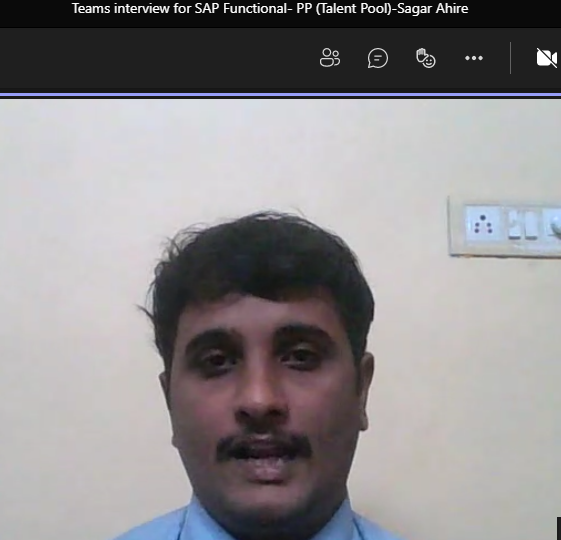 Teams interview for SAP Functional- PP (Talent Pool)-Sagar Ahire